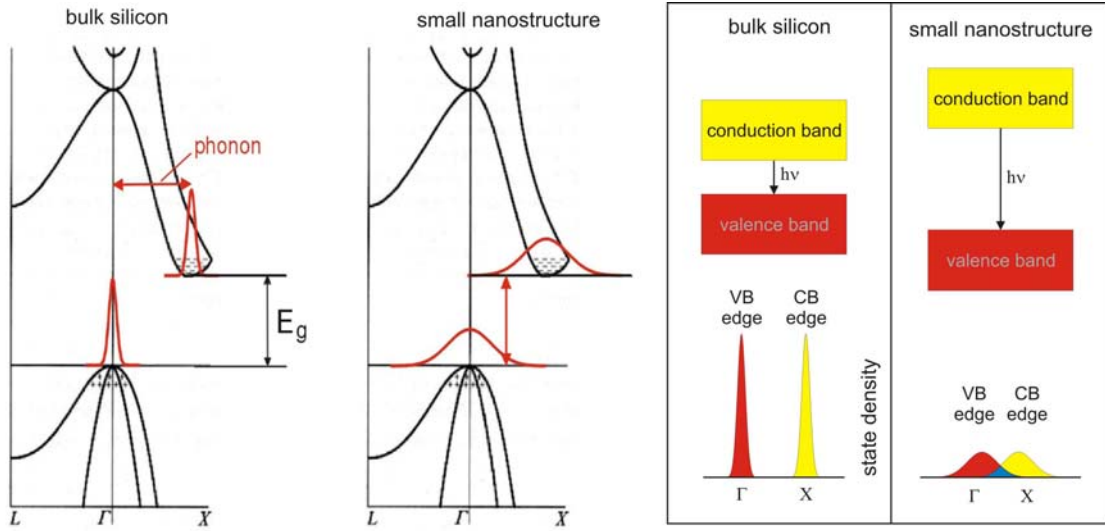 bulk silicon
phonon
E_g
L Γ X
small nanostructure
L Γ X
bulk silicon
conduction band
hν
valence band
VB
edge
CB
edge
Γ X
state density
small nanostructure
conduction band
hν
valence band
VB
edge
CB
edge
Γ X